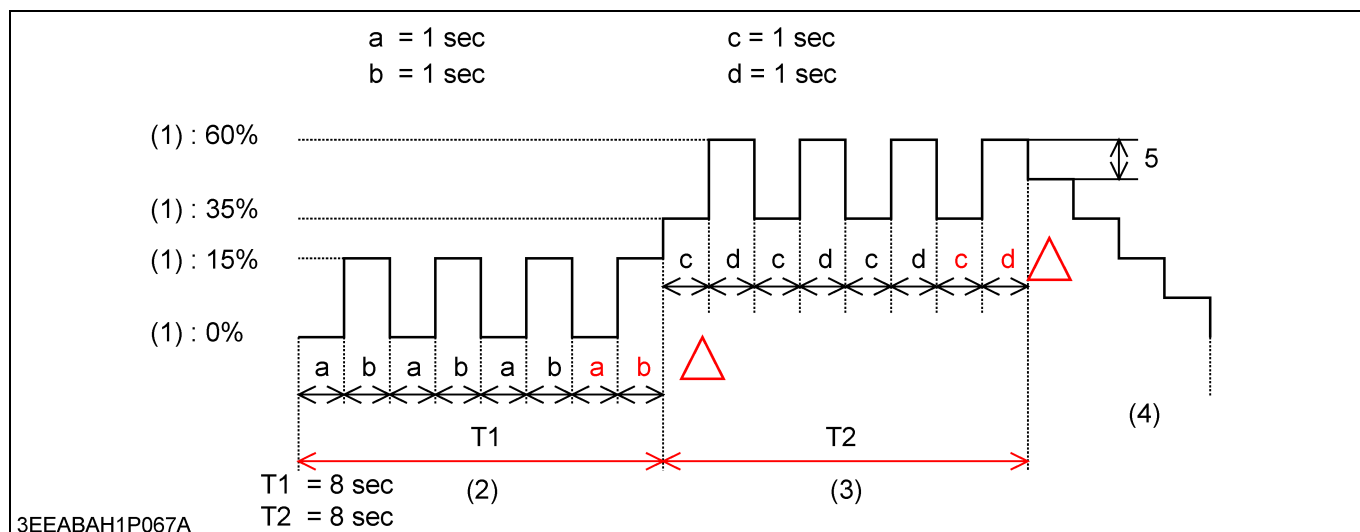 a = 1 sec
c = 1 sec
b = 1 sec
d = 1 sec
(1) : 60%
5
(1) : 35%
(1) : 15%
c d c d c d c d
(1) : 0%
a b a b a b a b
(4)
T1
T2
T1 = 8 sec
(2)
(3)
T2 = 8 sec
3EEABAH1P067A